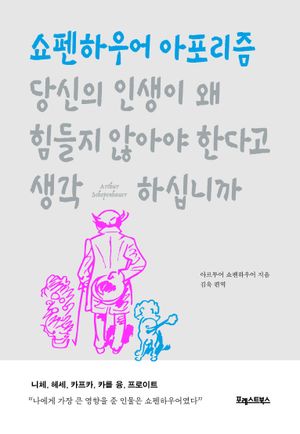 쇼펜하우어 아포리즘
당신의 인생이 왜
힘들지 않아야 한다고
생각 하십니까
Arthur
Schopenhauer
아르투어 쇼펜하우어 지음
김욱 편역
니체, 헤세, 카프카, 카를 융, 프로이트
“나에게 가장 큰 영향을 준 인물은 쇼펜하우어였다”
포레스트북스